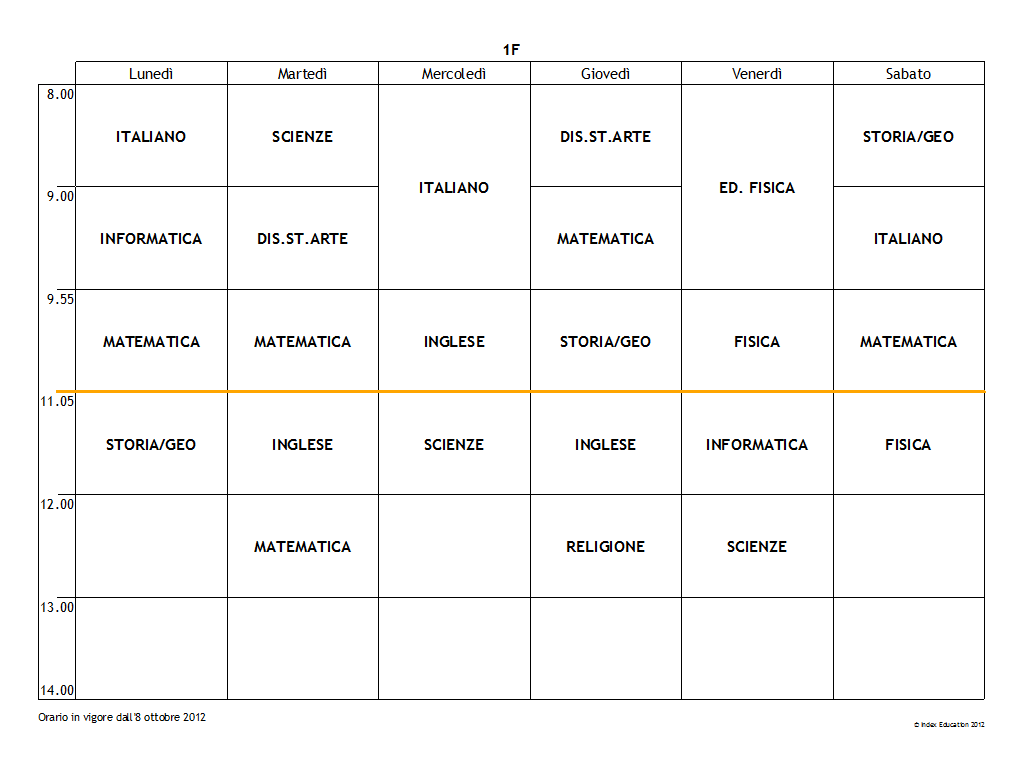 1F
Lunedì Martedì Mercoledì Giovedì Venerdì Sabato
8.00
ITALIANO SCIENZE DIS.ST.ARTE STORIA/GEO
ITALIANO ED. FISICA
9.00
INFORMATICA DIS.ST.ARTE MATEMATICA ITALIANO
9.55
MATEMATICA MATEMATICA INGLESE STORIA/GEO FISICA MATEMATICA
11.05
STORIA/GEO INGLESE SCIENZE INGLESE INFORMATICA FISICA
12.00
MATEMATICA RELIGIONE SCIENZE
13.00
14.00
Orario in vigore dall'8 ottobre 2012
© Index Education 2012